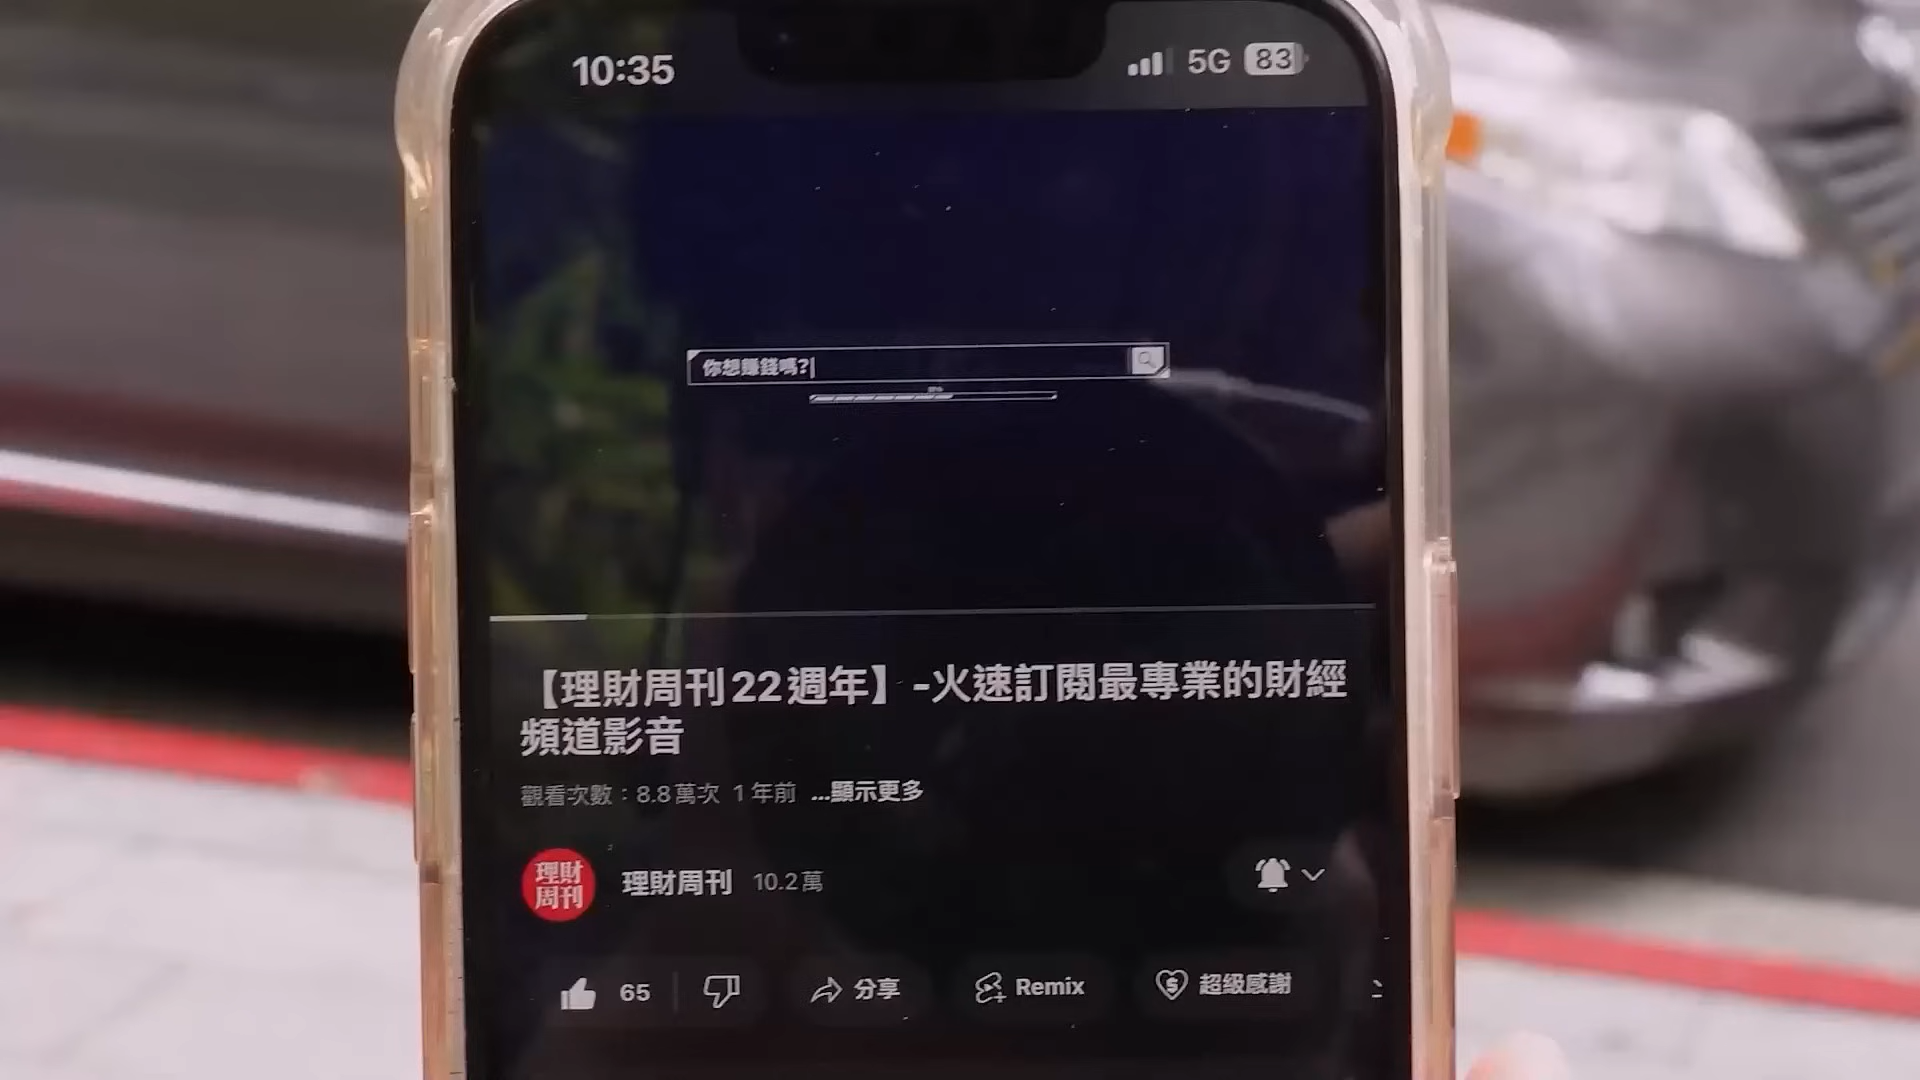 10:35
5G 83
你想賺錢嗎?
【理財周刊22週年】-火速訂閱最專業的財經
頻道影音
觀看次數：8.8萬次 1年前 ...顯示更多
理財
周刊
理財周刊 10.2萬
65
分享
Remix
超級感謝